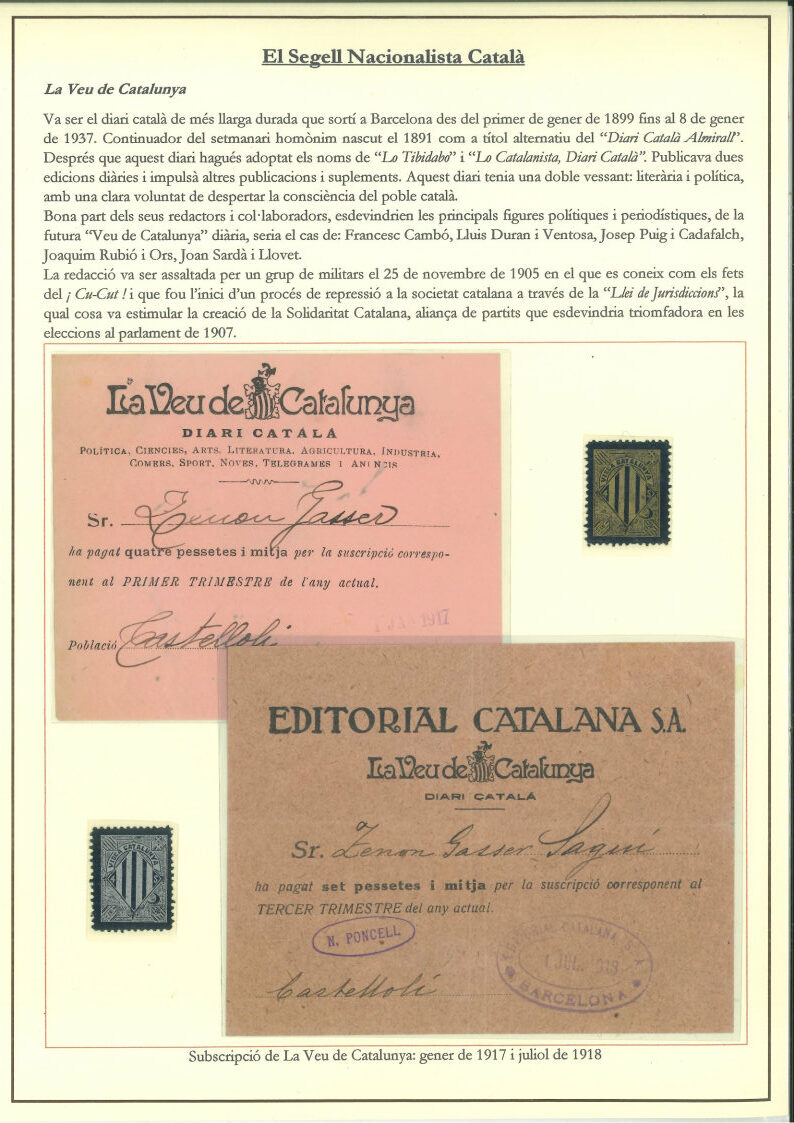 El Segell Nacionalista Català
La Veu de Catalunya
Va ser el diari català de més llarga durada que sortí a Barcelona des del primer de gener de 1899 fins al 8 de gener
de 1937. Continuador del setmanari homònim nascut el 1891 com a títol alternatiu del “Diari Català Almirall”.
Després que aquest diari hagués adoptat els noms de “Lo Tibidabo” i “Lo Catalanista, Diari Català”. Publicava dues
edicions diàries i impulsà altres publicacions i suplements. Aquest diari tenia una doble vessant: literària i política,
amb una clara voluntat de despertar la consciència del poble català.
Bona part dels seus redactors i col·laboradors, esdevindrien les principals figures polítiques i periodístiques, de la
futura “Veu de Catalunya” diària, seria el cas de: Francesc Cambó, Lluis Duran i Ventosa, Josep Puig i Cadafalch,
Joaquim Rubió i Ors, Joan Sardà i Llovet.
La redacció va ser assaltada per un grup de militars el 25 de novembre de 1905 en el que es coneix com els fets
del ¡ Cu-Cut ! i que fou l’inici d’un procés de repressió a la societat catalana a través de la “Llei de Jurisdiccions”, la
qual cosa va estimular la creació de la Solidaritat Catalana, aliança de partits que esdevindria triomfadora en les
eleccions al parlament de 1907.
La Veu de Catalunya
DIARI CATALÁ
POLÍTICA, CIENCIES, ARTS, LITERATURA, AGRICULTURA, INDUSTRIA,
COMERS, SPORT, NOVES, TELEGRAMES I ANUNCIS
Sr. Zenon Gasser
ha pagat quatre pessetes i mitja per la suscripció correspo-
nent al PRIMER TRIMESTRE de l'any actual.
Població Castellolí
VISCA CATALUNYA
EDITORIAL CATALANA S.A.
La Veu de Catalunya
DIARI CATALÁ
Sr. Zenon Gasser
ha pagat set pessetes i mitja per la suscripció corresponent al
TERCER TRIMESTRE del any actual.
N. PONCELL
EDITORIAL CATALANA S. A.
1 JUL. 1918
BARCELONA
Castellolí
VISCA CATALUNYA
Subscripció de La Veu de Catalunya: gener de 1917 i juliol de 1918